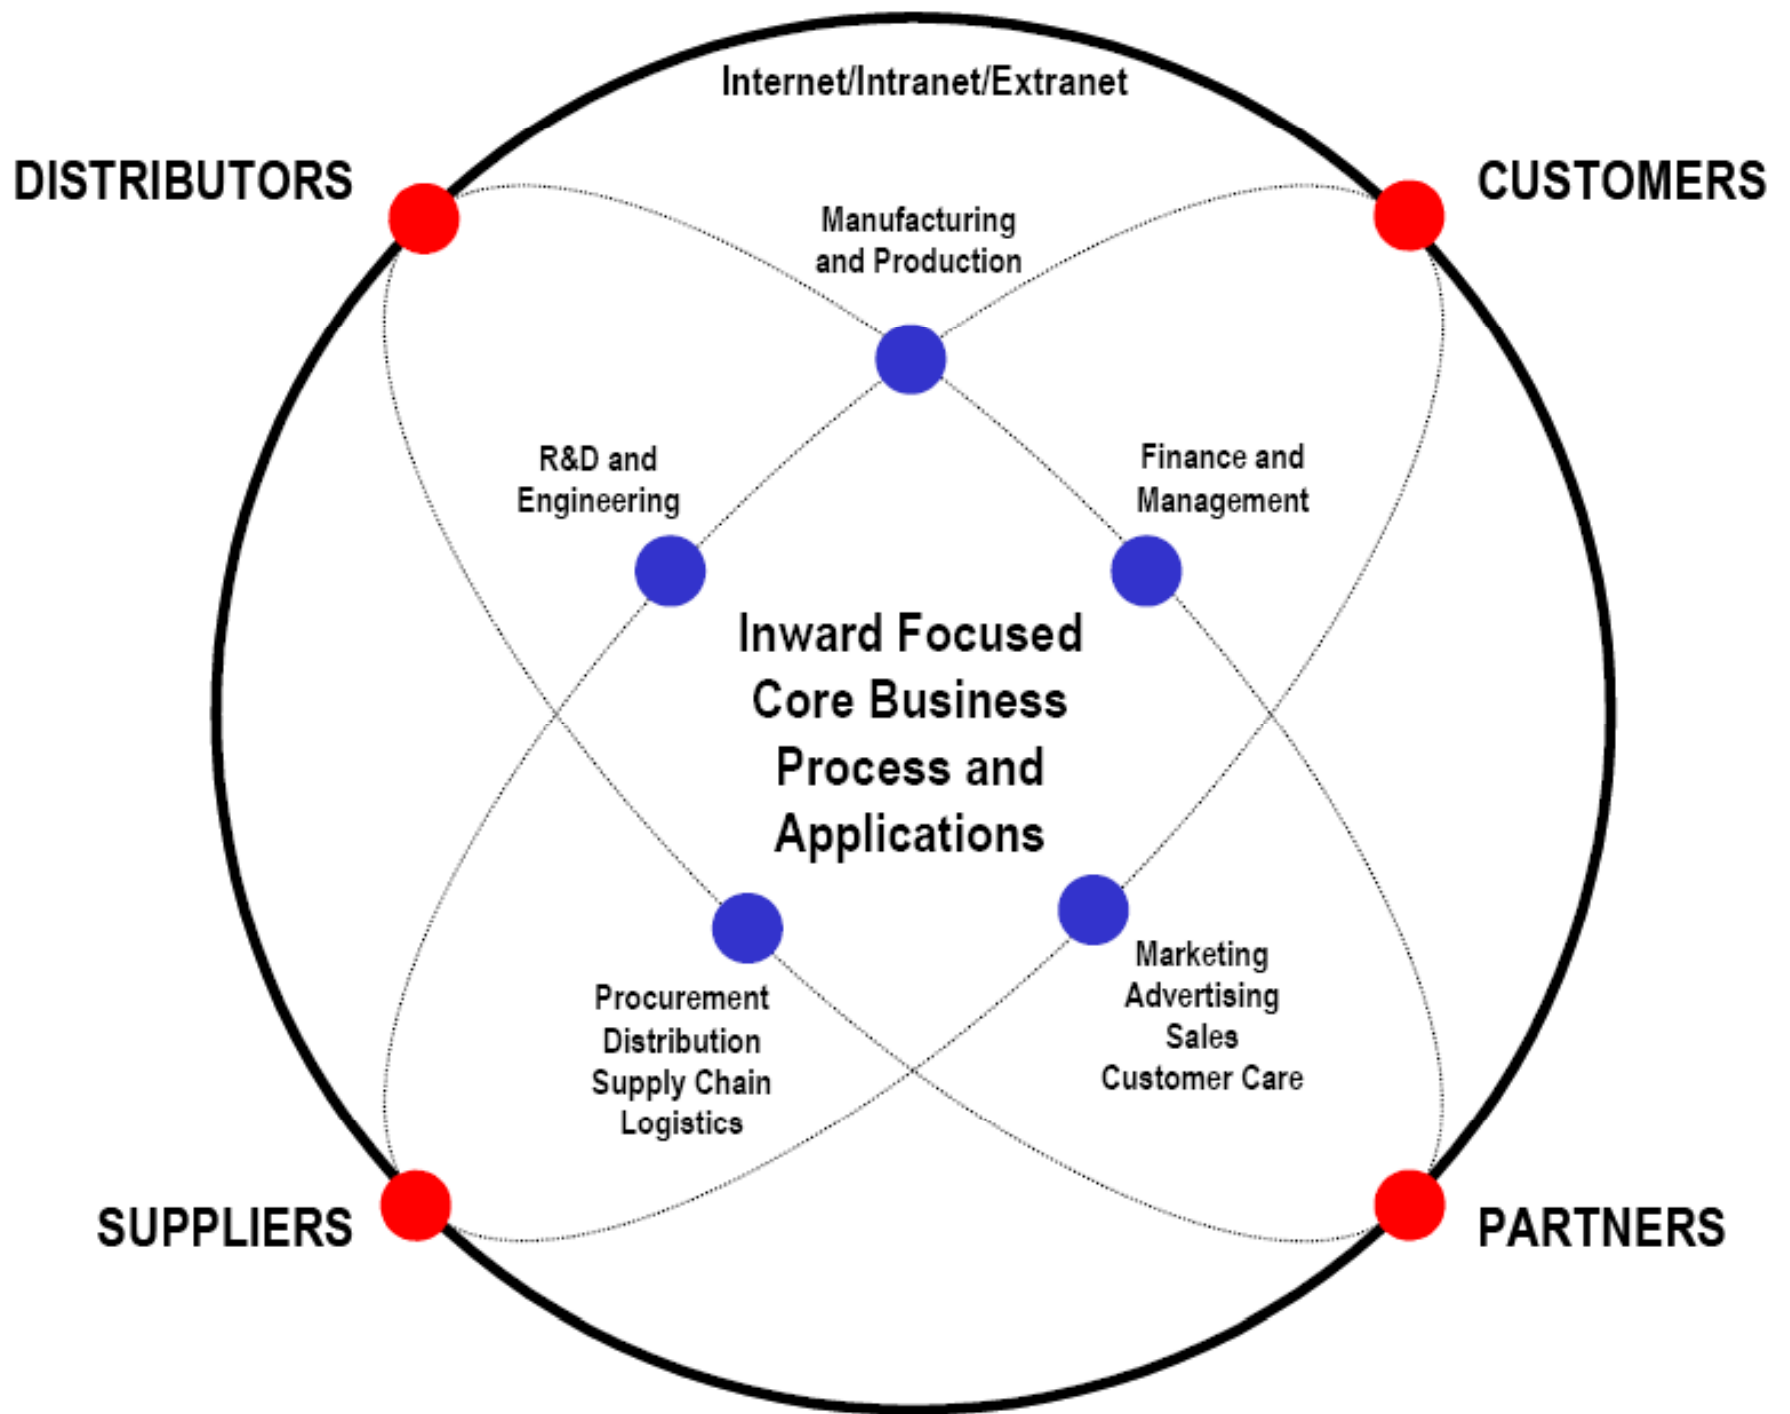 Internet/Intranet/Extranet
DISTRIBUTORS
CUSTOMERS
Manufacturing
and Production
R&D and
Engineering
Finance and
Management
Inward Focused
Core Business
Process and
Applications
Procurement
Distribution
Supply Chain
Logistics
Marketing
Advertising
Sales
Customer Care
SUPPLIERS
PARTNERS